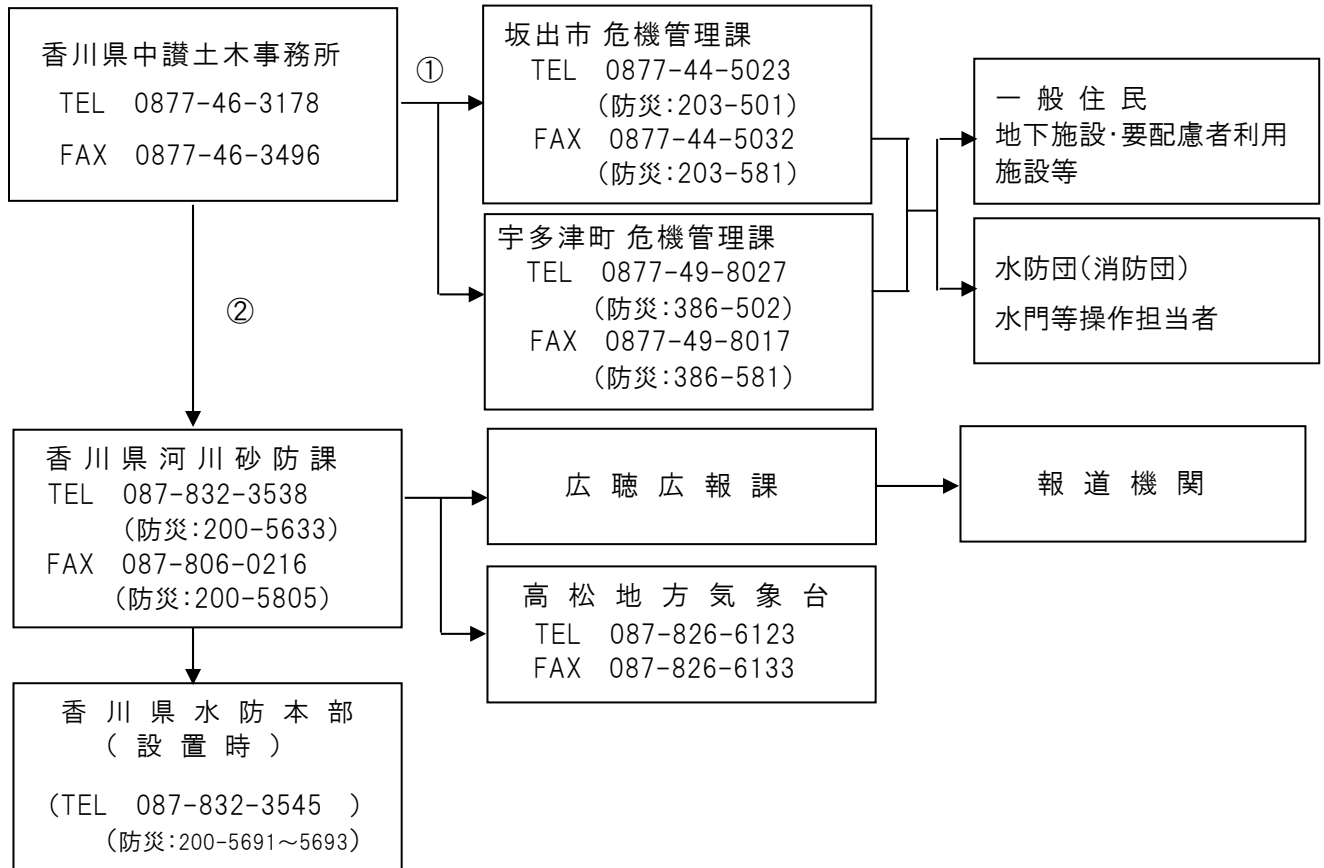 香川県中讃土木事務所
TEL 0877-46-3178
FAX 0877-46-3496
①
坂出市 危機管理課
TEL 0877-44-5023
(防災:203-501)
FAX 0877-44-5032
(防災:203-581)
一般住民
地下施設・要配慮者利用
施設等
宇多津町 危機管理課
TEL 0877-49-8027
(防災:386-502)
FAX 0877-49-8017
(防災:386-581)
水防団(消防団)
水門等操作担当者
②
香川県河川砂防課
TEL 087-832-3538
(防災:200-5633)
FAX 087-806-0216
(防災:200-5805)
広聴広報課
報道機関
高松地方気象台
TEL 087-826-6123
FAX 087-826-6133
香川県水防本部
(設置時)
(TEL 087-832-3545 )
(防災:200-5691～5693)